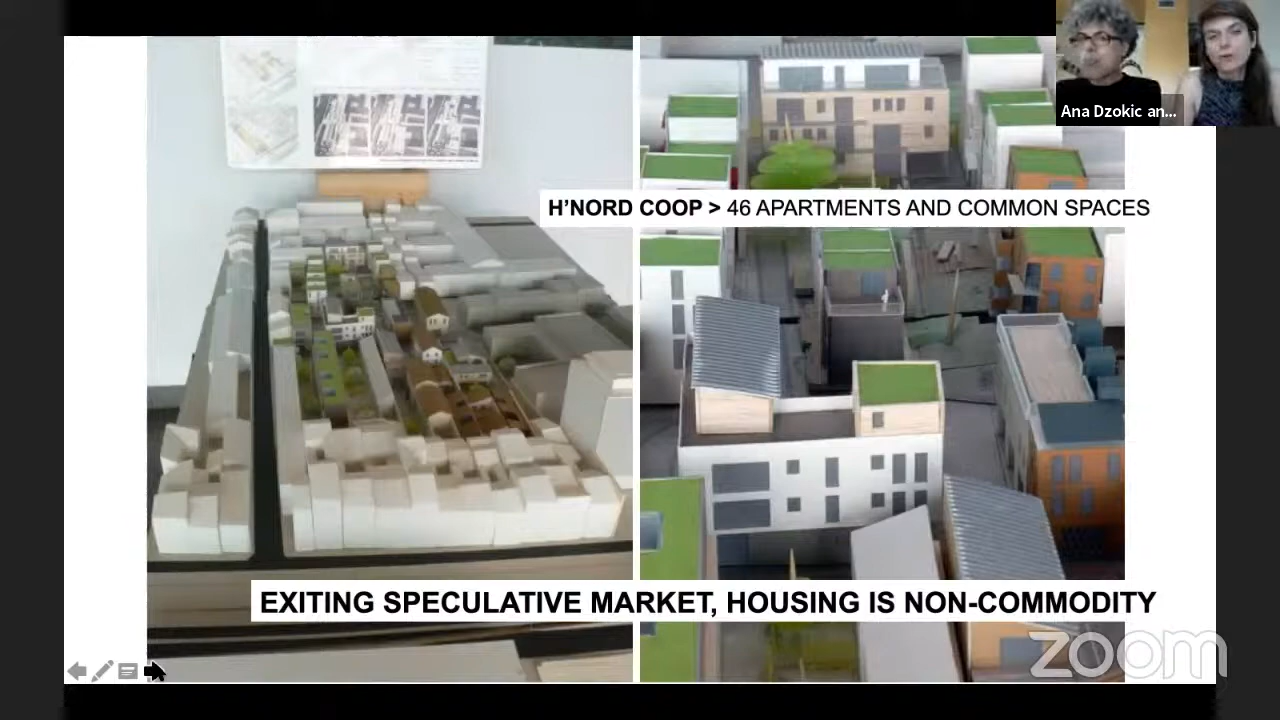 Ana Dzokic an...
H'NORD COOP > 46 APARTMENTS AND COMMON SPACES
EXITING SPECULATIVE MARKET, HOUSING IS NON-COMMODITY
zoom